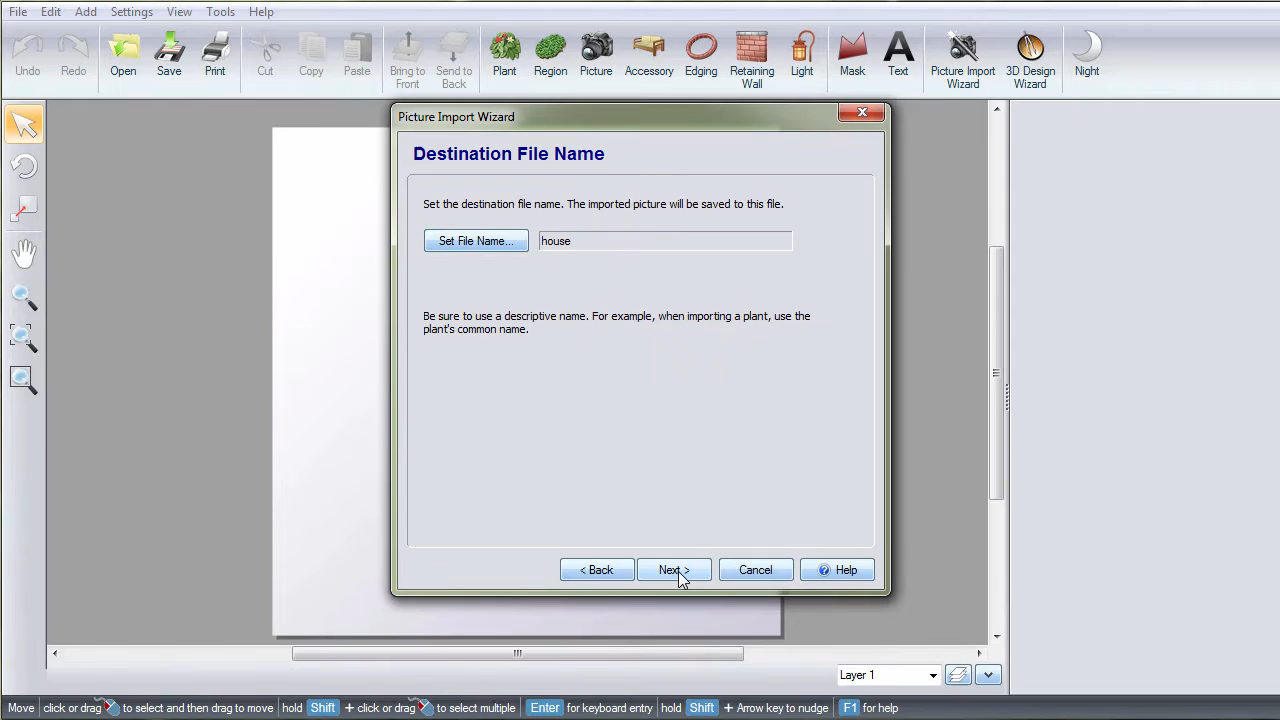 File Edit Add Settings View Tools Help
Undo Redo Open Save Print Cut Copy Paste Bring to Front Send to Back Plant Region Picture Accessory Edging Retaining Wall Light Mask Text Picture Import Wizard 3D Design Wizard Night
Picture Import Wizard
Destination File Name
Set the destination file name. The imported picture will be saved to this file.
Set File Name... house
Be sure to use a descriptive name. For example, when importing a plant, use the
plant's common name.
< Back Next > Cancel ? Help
Layer 1
Move click or drag to select and then drag to move hold Shift + click or drag to select multiple Enter for keyboard entry hold Shift + Arrow key to nudge F1 for help